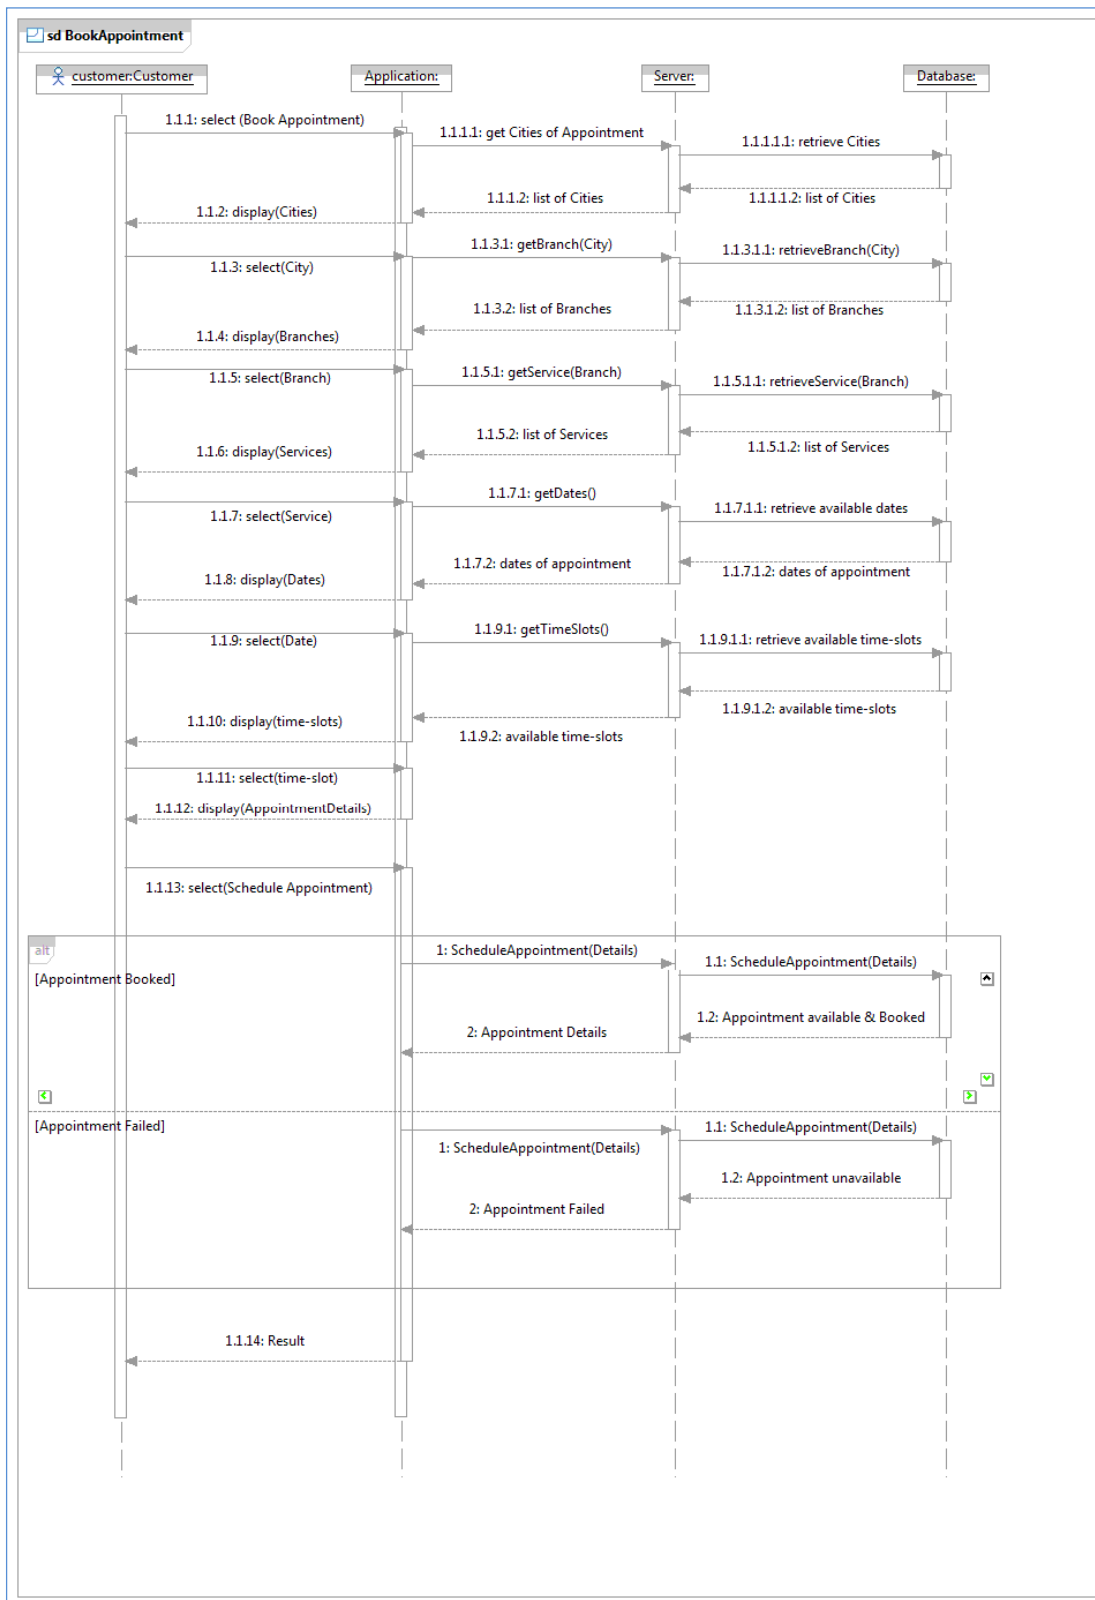 sd BookAppointment
customer:Customer
Application:
Server:
Database:
1.1.1: select (Book Appointment)
1.1.1.1: get Cities of Appointment
1.1.1.1.1: retrieve Cities
1.1.1.1.2: list of Cities
1.1.1.2: list of Cities
1.1.2: display(Cities)
1.1.3: select(City)
1.1.3.1: getBranch(City)
1.1.3.1.1: retrieveBranch(City)
1.1.3.1.2: list of Branches
1.1.3.2: list of Branches
1.1.4: display(Branches)
1.1.5: select(Branch)
1.1.5.1: getService(Branch)
1.1.5.1.1: retrieveService(Branch)
1.1.5.1.2: list of Services
1.1.5.2: list of Services
1.1.6: display(Services)
1.1.7: select(Service)
1.1.7.1: getDates()
1.1.7.1.1: retrieve available dates
1.1.7.1.2: dates of appointment
1.1.7.2: dates of appointment
1.1.8: display(Dates)
1.1.9: select(Date)
1.1.9.1: getTimeSlots()
1.1.9.1.1: retrieve available time-slots
1.1.9.1.2: available time-slots
1.1.9.2: available time-slots
1.1.10: display(time-slots)
1.1.11: select(time-slot)
1.1.12: display(AppointmentDetails)
1.1.13: select(Schedule Appointment)
alt
[Appointment Booked]
1: ScheduleAppointment(Details)
1.1: ScheduleAppointment(Details)
1.2: Appointment available & Booked
2: Appointment Details
[Appointment Failed]
1: ScheduleAppointment(Details)
1.1: ScheduleAppointment(Details)
1.2: Appointment unavailable
2: Appointment Failed
1.1.14: Result